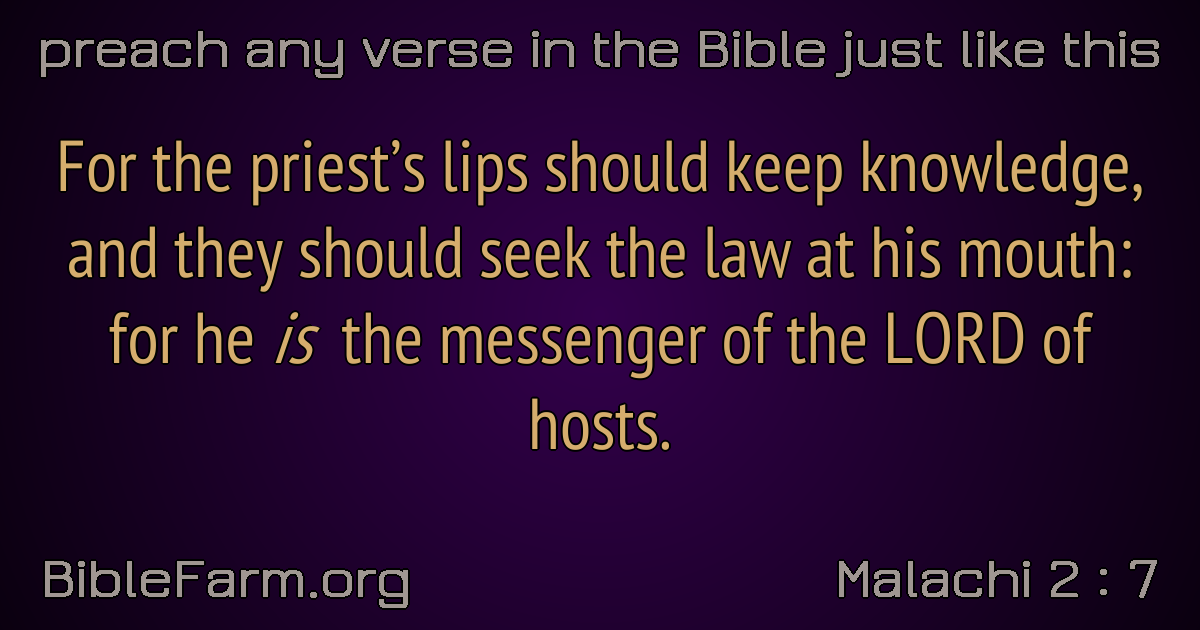 preach any verse in the Bible just like this
For the priest’s lips should keep knowledge,
and they should seek the law at his mouth:
for he is the messenger of the LORD of
hosts.
BibleFarm.org
Malachi 2 : 7